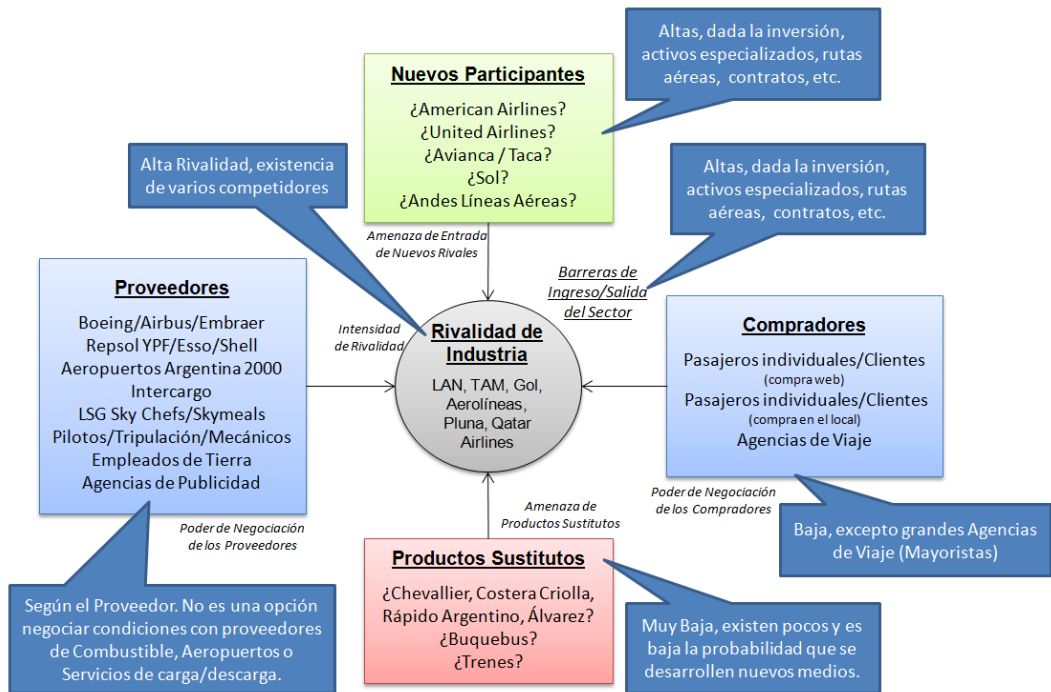 Altas, dada la inversión,
activos especializados, rutas
aéreas, contratos, etc.
Nuevos Participantes
¿American Airlines?
¿United Airlines?
¿Avianca / Taca?
¿Sol?
¿Andes Líneas Aéreas?
Alta Rivalidad, existencia
de varios competidores
Altas, dada la inversión,
activos especializados, rutas
aéreas, contratos, etc.
Amenaza de Entrada
de Nuevos Rivales
Barreras de
Ingreso/Salida
del Sector
Proveedores
Boeing/Airbus/Embraer
Repsol YPF/Esso/Shell
Aeropuertos Argentina 2000
Intercargo
LSG Sky Chefs/Skymeals
Pilotos/Tripulación/Mecánicos
Empleados de Tierra
Agencias de Publicidad
Intensidad
de Rivalidad
Rivalidad de
Industria
LAN, TAM, Gol,
Aerolíneas,
Pluna, Qatar
Airlines
Compradores
Pasajeros individuales/Clientes
(compra web)
Pasajeros individuales/Clientes
(compra en el local)
Agencias de Viaje
Poder de Negociación
de los Proveedores
Amenaza de
Productos Sustitutos
Poder de Negociación
de los Compradores
Baja, excepto grandes Agencias
de Viaje (Mayoristas)
Productos Sustitutos
¿Chevallier, Costera Criolla,
Rápido Argentino, Álvarez?
¿Buquebus?
¿Trenes?
Según el Proveedor. No es una opción
negociar condiciones con proveedores
de Combustible, Aeropuertos o
Servicios de carga/descarga.
Muy Baja, existen pocos y es
baja la probabilidad que se
desarrollen nuevos medios.